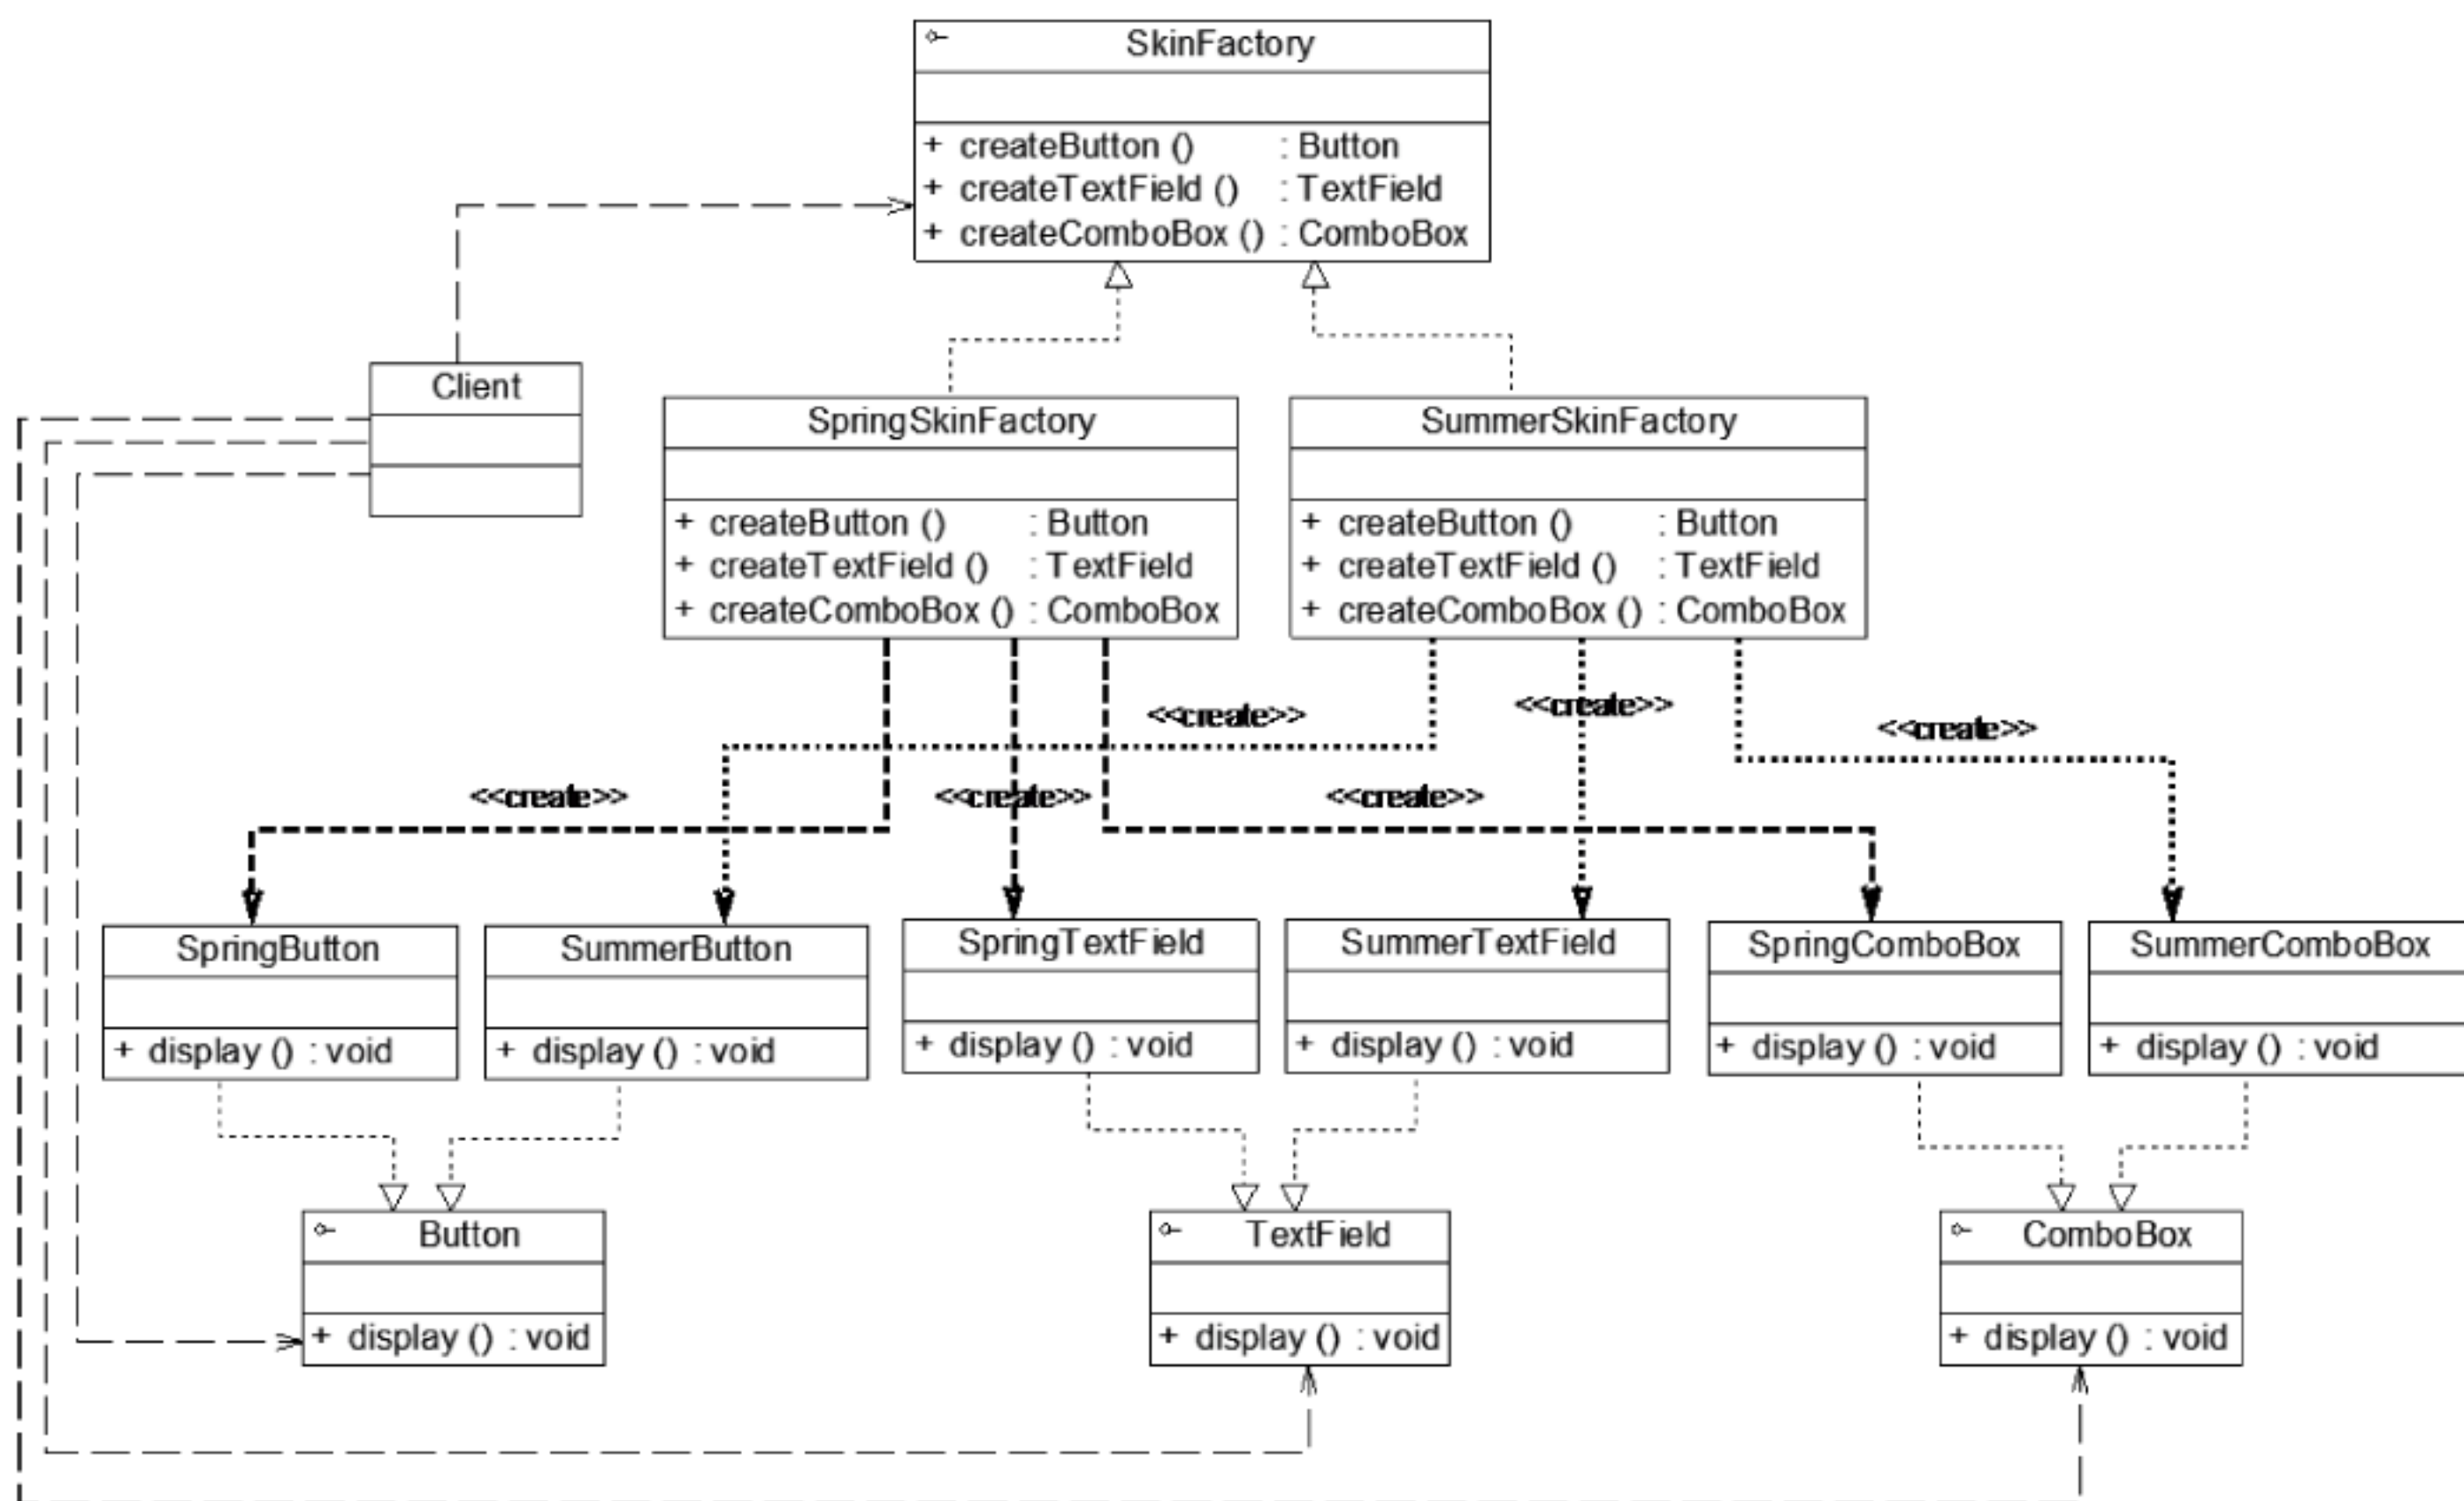 SkinFactory
+ createButton () : Button
+ createTextField () : TextField
+ createComboBox () : ComboBox
Client
SpringSkinFactory
+ createButton () : Button
+ createTextField () : TextField
+ createComboBox () : ComboBox
SummerSkinFactory
+ createButton () : Button
+ createTextField () : TextField
+ createComboBox () : ComboBox
<<create>>
<<create>>
<<create>>
<<create>>
<<create>>
<<create>>
SpringButton
+ display () : void
SummerButton
+ display () : void
SpringTextField
+ display () : void
SummerTextField
+ display () : void
SpringComboBox
+ display () : void
SummerComboBox
+ display () : void
Button
+ display () : void
TextField
+ display () : void
ComboBox
+ display () : void